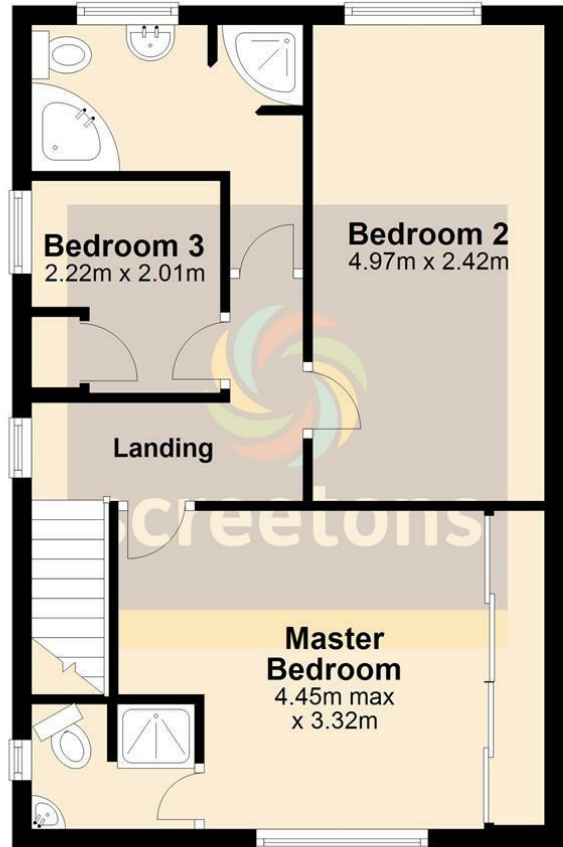 Bedroom 3
2.22m x 2.01m
Bedroom 2
4.97m x 2.42m
Landing
screetons
Master
Bedroom
4.45m max
x 3.32m